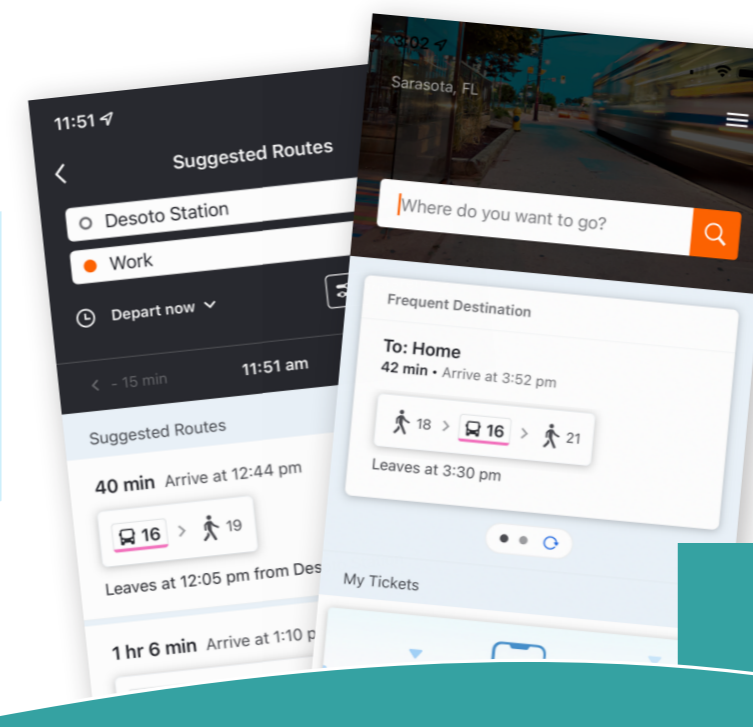 11:51
Suggested Routes
Desoto Station
Work
Depart now
- 15 min
11:51 am
Suggested Routes
40 min Arrive at 12:44 pm
16 > 19
Leaves at 12:05 pm from Des
1 hr 6 min Arrive at 1:10 p
3:02
Sarasota, FL
Where do you want to go?
Frequent Destination
To: Home
42 min • Arrive at 3:52 pm
18 > 16 > 21
Leaves at 3:30 pm
My Tickets